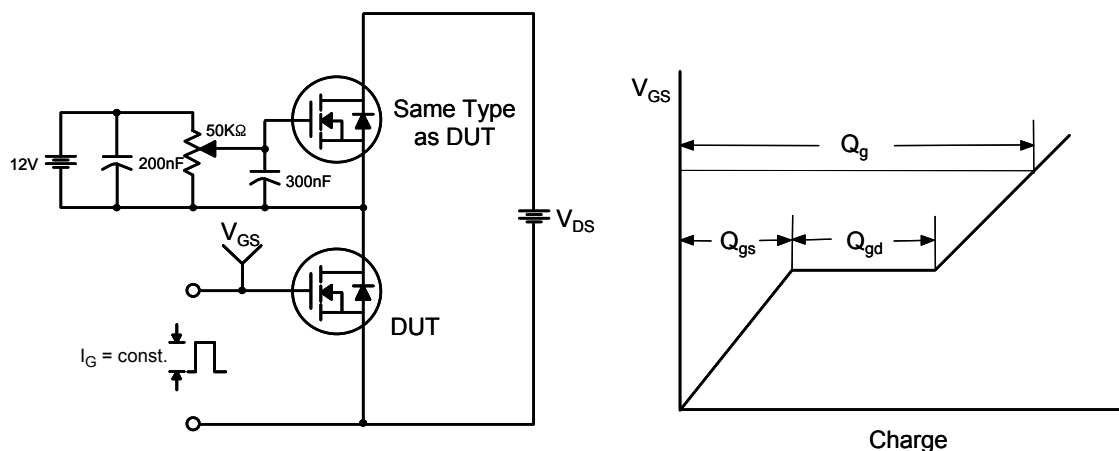 12V
200nF
50KΩ
300nF
Same Type
as DUT
V_DS
V_GS
DUT
I_G = const.
V_GS
Q_g
Q_gs
Q_gd
Charge